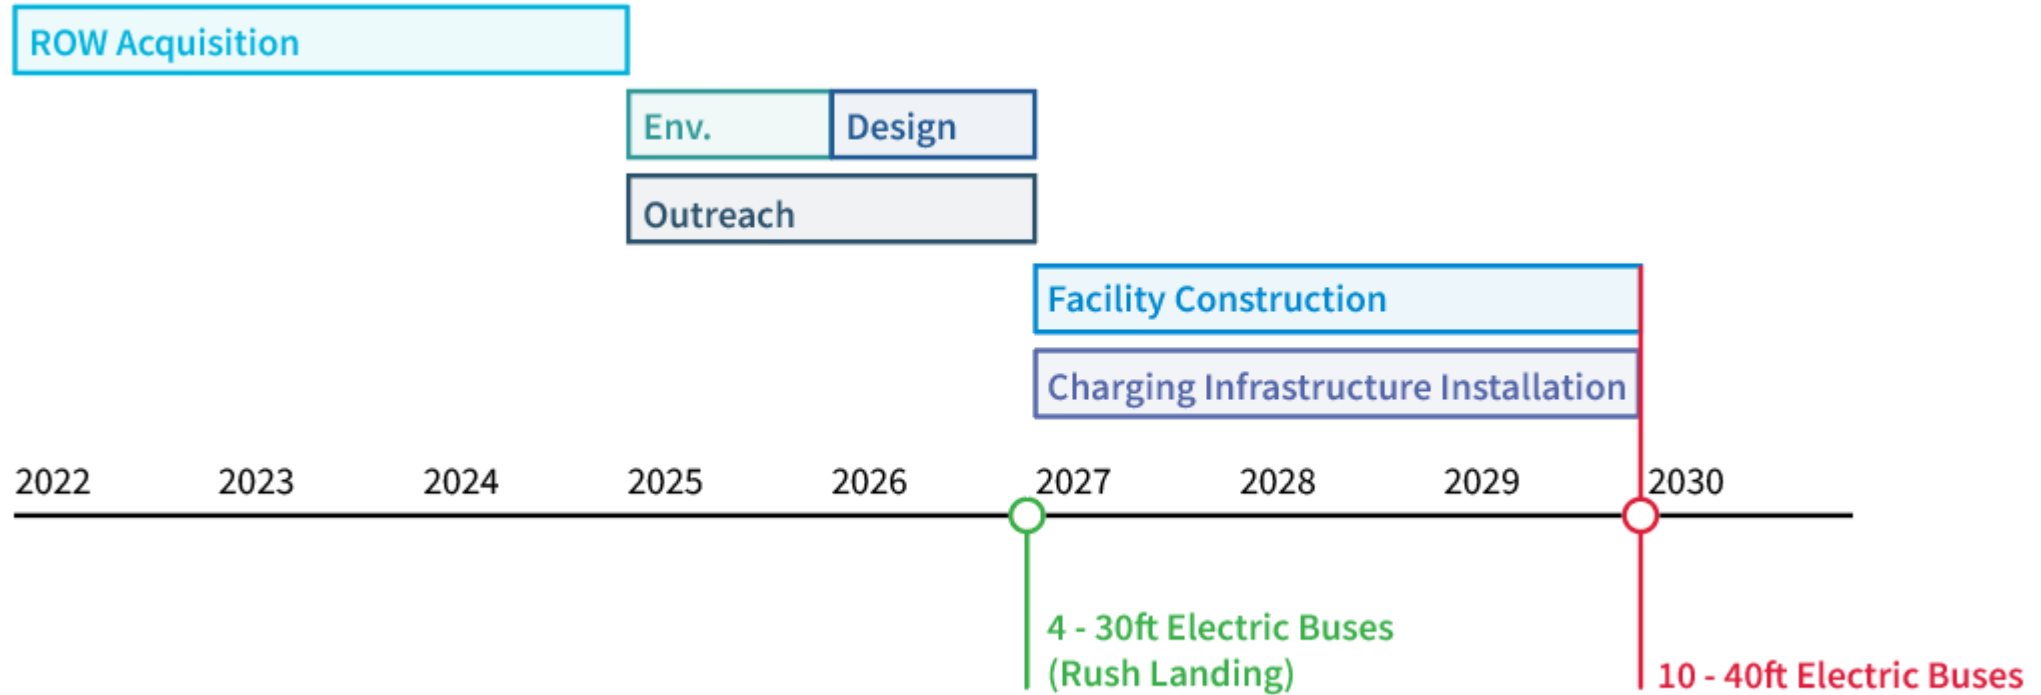 ROW Acquisition
Env.
Design
Outreach
Facility Construction
Charging Infrastructure Installation
2022 2023 2024 2025 2026 2027 2028 2029 2030
4 - 30ft Electric Buses
(Rush Landing)
10 - 40ft Electric Buses